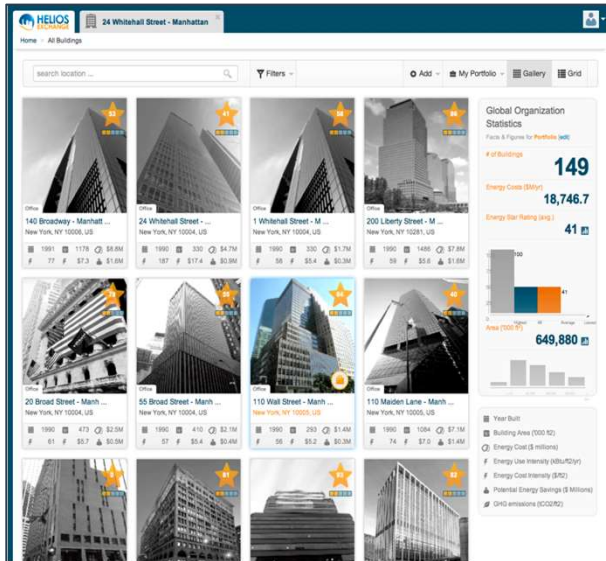 HELIOS
EXCHANGE
24 Whitehall Street - Manhattan
Home
All Buildings
search location ...
Filters
Add
My Portfolio
Gallery
Grid
Office
140 Broadway - Manhatt ...
New York, NY 10006, US
1991 1178 $8.8M
77 $7.3 $1.6M
41
Office
24 Whitehall Street - ...
New York, NY 10004, US
1990 330 $4.7M
187 $17.4 $0.9M
Office
1 Whitehall Street - M ...
New York, NY 10004, US
1990 330 $1.7M
58 $5.4 $0.3M
Office
200 Liberty Street - M ...
New York, NY 10281, US
1990 1486 $7.8M
59 $5.6 $1.6M
Office
20 Broad Street - Manh ...
New York, NY 10004, US
1990 473 $2.5M
61 $5.7 $0.5M
Office
55 Broad Street - Manh ...
New York, NY 10004, US
1990 410 $2.1M
57 $5.4 $0.4M
110 Wall Street - Manh ...
New York, NY 10005, US
1990 293 $1.4M
56 $5.2 $0.3M
40
Office
110 Maiden Lane - Manh ...
New York, NY 10005, US
1990 1084 $7.1M
74 $7.0 $1.4M
Global Organization
Statistics
Facts & Figures for Portfolio (edit)
# of Buildings
149
Energy Costs ($M/yr)
18,746.7
Energy Star Rating (avg.)
41
100
41
Highest
All
Average
Lowest
Area ('000 ft²)
649,880
Year Built
Building Area ('000 ft2)
Energy Cost ($ millions)
Energy Use Intensity (kBtu/ft2/yr)
Energy Cost Intensity ($/ft2)
Potential Energy Savings ($ Millions)
GHG emissions (tCO2/ft2)